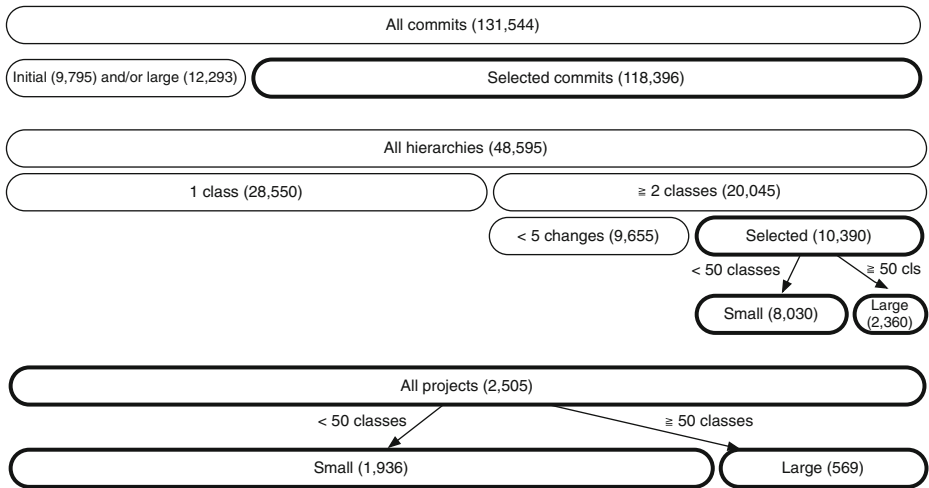 All commits (131,544)
Initial (9,795) and/or large (12,293)
Selected commits (118,396)
All hierarchies (48,595)
1 class (28,550)
≧ 2 classes (20,045)
< 5 changes (9,655)
Selected (10,390)
< 50 classes
≧ 50 cls
Small (8,030)
Large
(2,360)
All projects (2,505)
< 50 classes
≧ 50 classes
Small (1,936)
Large (569)